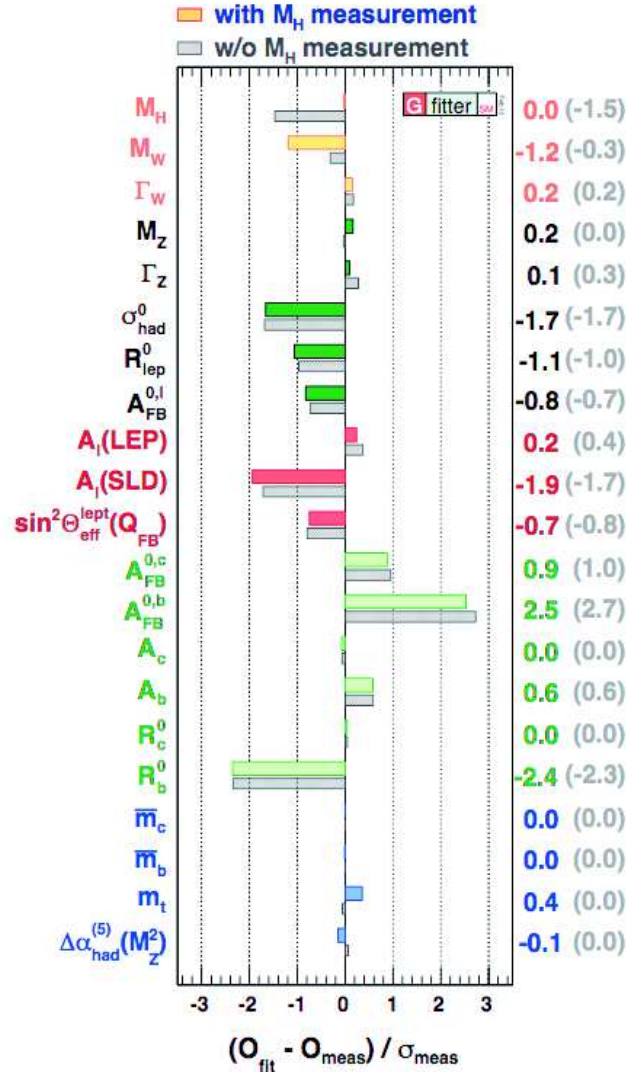 with M_H measurement
w/o M_H measurement
G fitter SM
M_H 0.0 (-1.5)
M_W -1.2 (-0.3)
Γ_W 0.2 (0.2)
M_Z 0.2 (0.0)
Γ_Z 0.1 (0.3)
σ^0_had -1.7 (-1.7)
R^0_lep -1.1 (-1.0)
A^0,l_FB -0.8 (-0.7)
A_l(LEP) 0.2 (0.4)
A_l(SLD) -1.9 (-1.7)
sin²Θ^lept_eff(Q_FB) -0.7 (-0.8)
A^0,c_FB 0.9 (1.0)
A^0,b_FB 2.5 (2.7)
A_c 0.0 (0.0)
A_b 0.6 (0.6)
R^0_c 0.0 (0.0)
R^0_b -2.4 (-2.3)
m̅_c 0.0 (0.0)
m̅_b 0.0 (0.0)
m_t 0.4 (0.0)
Δα^(5)_had(M²_Z) -0.1 (0.0)
-3 -2 -1 0 1 2 3
(O_fit - O_meas) / σ_meas